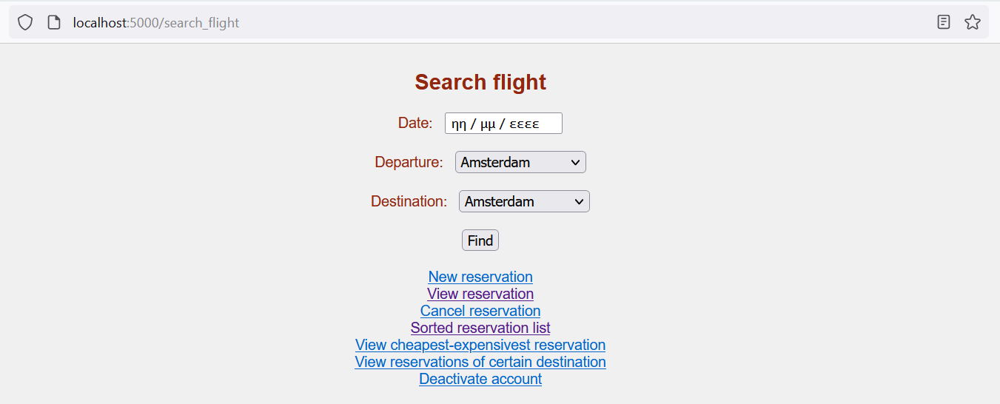 localhost:5000/search_flight
Search flight
Date: ηη / μμ / εεεε
Departure: Amsterdam
Destination: Amsterdam
Find
New reservation
View reservation
Cancel reservation
Sorted reservation list
View cheapest-expensivest reservation
View reservations of certain destination
Deactivate account